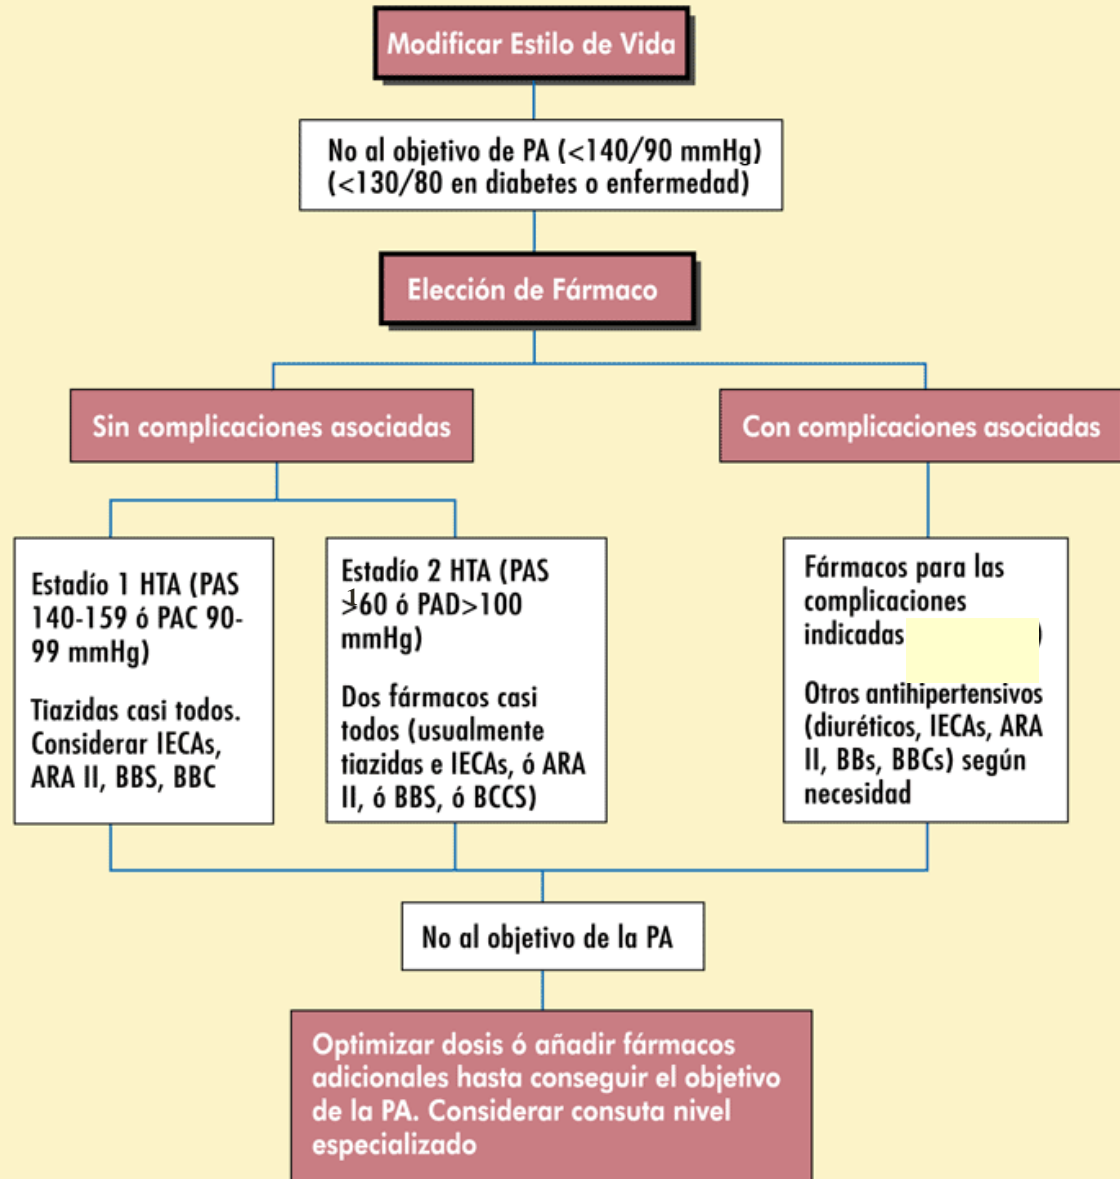 Modificar Estilo de Vida
No al objetivo de PA (<140/90 mmHg)
(<130/80 en diabetes o enfermedad)
Elección de Fármaco
Sin complicaciones asociadas
Con complicaciones asociadas
Estadío 1 HTA (PAS
140-159 ó PAC 90-
99 mmHg)
Tiazidas casi todos.
Considerar IECAs,
ARA II, BBS, BBC
Estadío 2 HTA (PAS
>160 ó PAD>100
mmHg)
Dos fármacos casi
todos (usualmente
tiazidas e IECAs, ó ARA
II, ó BBS, ó BCCS)
Fármacos para las
complicaciones
indicadas )
Otros antihipertensivos
(diuréticos, IECAs, ARA
II, BBs, BBCs) según
necesidad
No al objetivo de la PA
Optimizar dosis ó añadir fármacos
adicionales hasta conseguir el objetivo
de la PA. Considerar consuta nivel
especializado